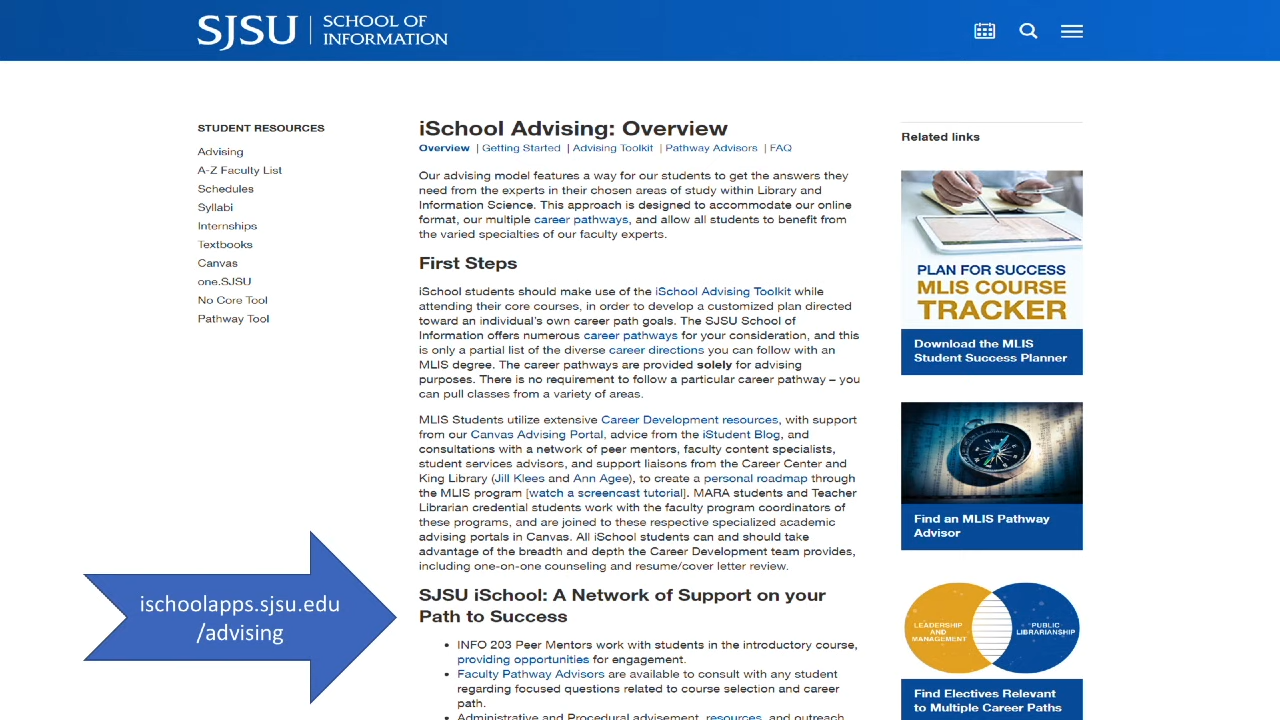 SJSU | SCHOOL OF
INFORMATION
STUDENT RESOURCES
Advising
A-Z Faculty List
Schedules
Syllabi
Internships
Textbooks
Canvas
one.SJSU
No Core Tool
Pathway Tool
iSchool Advising: Overview
Overview | Getting Started | Advising Toolkit | Pathway Advisors | FAQ
Our advising model features a way for our students to get the answers they
need from the experts in their chosen areas of study within Library and
Information Science. This approach is designed to accommodate our online
format, our multiple career pathways, and allow all students to benefit from
the varied specialties of our faculty experts.
First Steps
iSchool students should make use of the iSchool Advising Toolkit while
attending their core courses, in order to develop a customized plan directed
toward an individual's own career path goals. The SJSU School of
Information offers numerous career pathways for your consideration, and this
is only a partial list of the diverse career directions you can follow with an
MLIS degree. The career pathways are provided solely for advising
purposes. There is no requirement to follow a particular career pathway – you
can pull classes from a variety of areas.
MLIS Students utilize extensive Career Development resources, with support
from our Canvas Advising Portal, advice from the iStudent Blog, and
consultations with a network of peer mentors, faculty content specialists,
student services advisors, and support liaisons from the Career Center and
King Library (Jill Klees and Ann Agee), to create a personal roadmap through
the MLIS program [watch a screencast tutorial]. MARA students and Teacher
Librarian credential students work with the faculty program coordinators of
these programs, and are joined to these respective specialized academic
advising portals in Canvas. All iSchool students can and should take
advantage of the breadth and depth the Career Development team provides,
including one-on-one counseling and resume/cover letter review.
SJSU iSchool: A Network of Support on your
Path to Success
• INFO 203 Peer Mentors work with students in the introductory course,
providing opportunities for engagement.
• Faculty Pathway Advisors are available to consult with any student
regarding focused questions related to course selection and career
path.
• Administrative and Procedural advisement, resources, and outreach
ischoolapps.sjsu.edu
/advising
Related links
PLAN FOR SUCCESS
MLIS COURSE
TRACKER
Download the MLIS
Student Success Planner
Find an MLIS Pathway
Advisor
LEADERSHIP
AND
MANAGEMENT
PUBLIC
LIBRARIANSHIP
Find Electives Relevant
to Multiple Career Paths